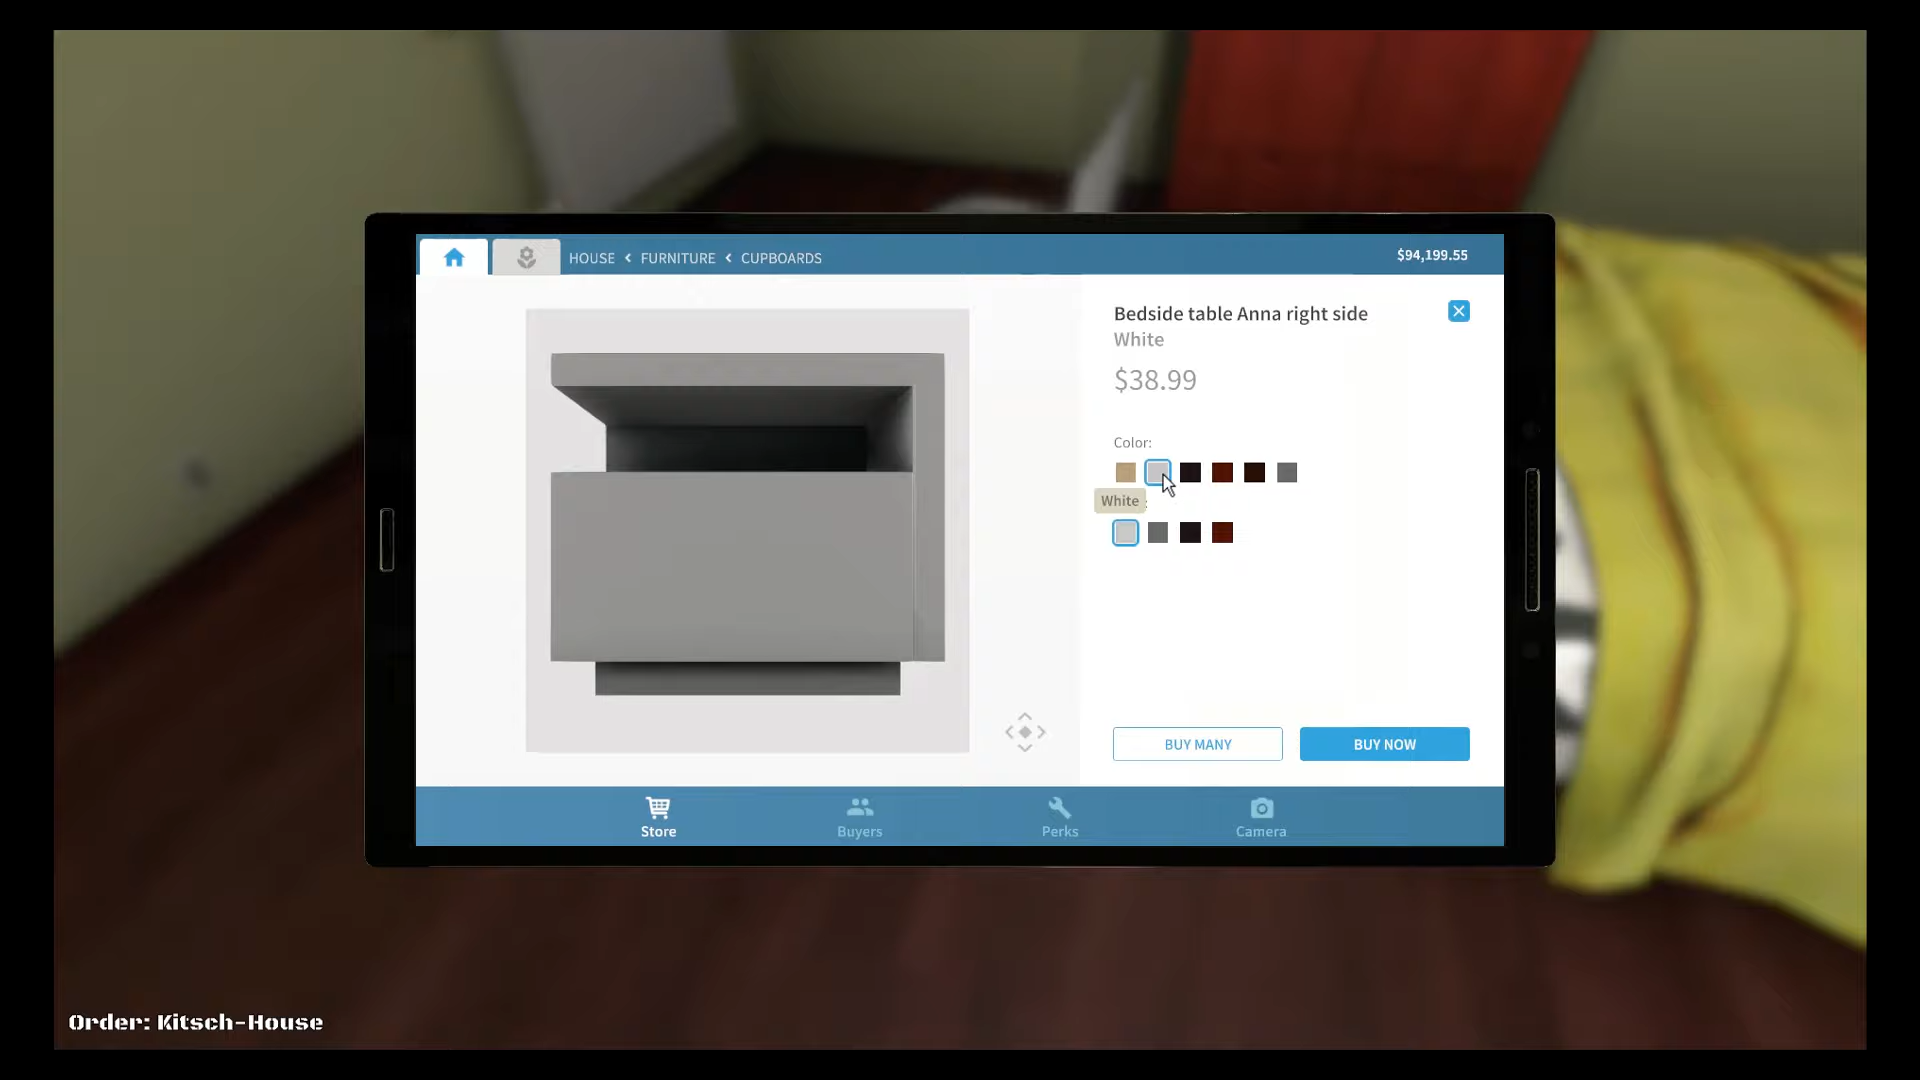 HOUSE < FURNITURE < CUPBOARDS
$94,199.55
Bedside table Anna right side
White
$38.99
Color:
White
BUY MANY
BUY NOW
Store
Buyers
Perks
Camera
Order: Kitsch-House